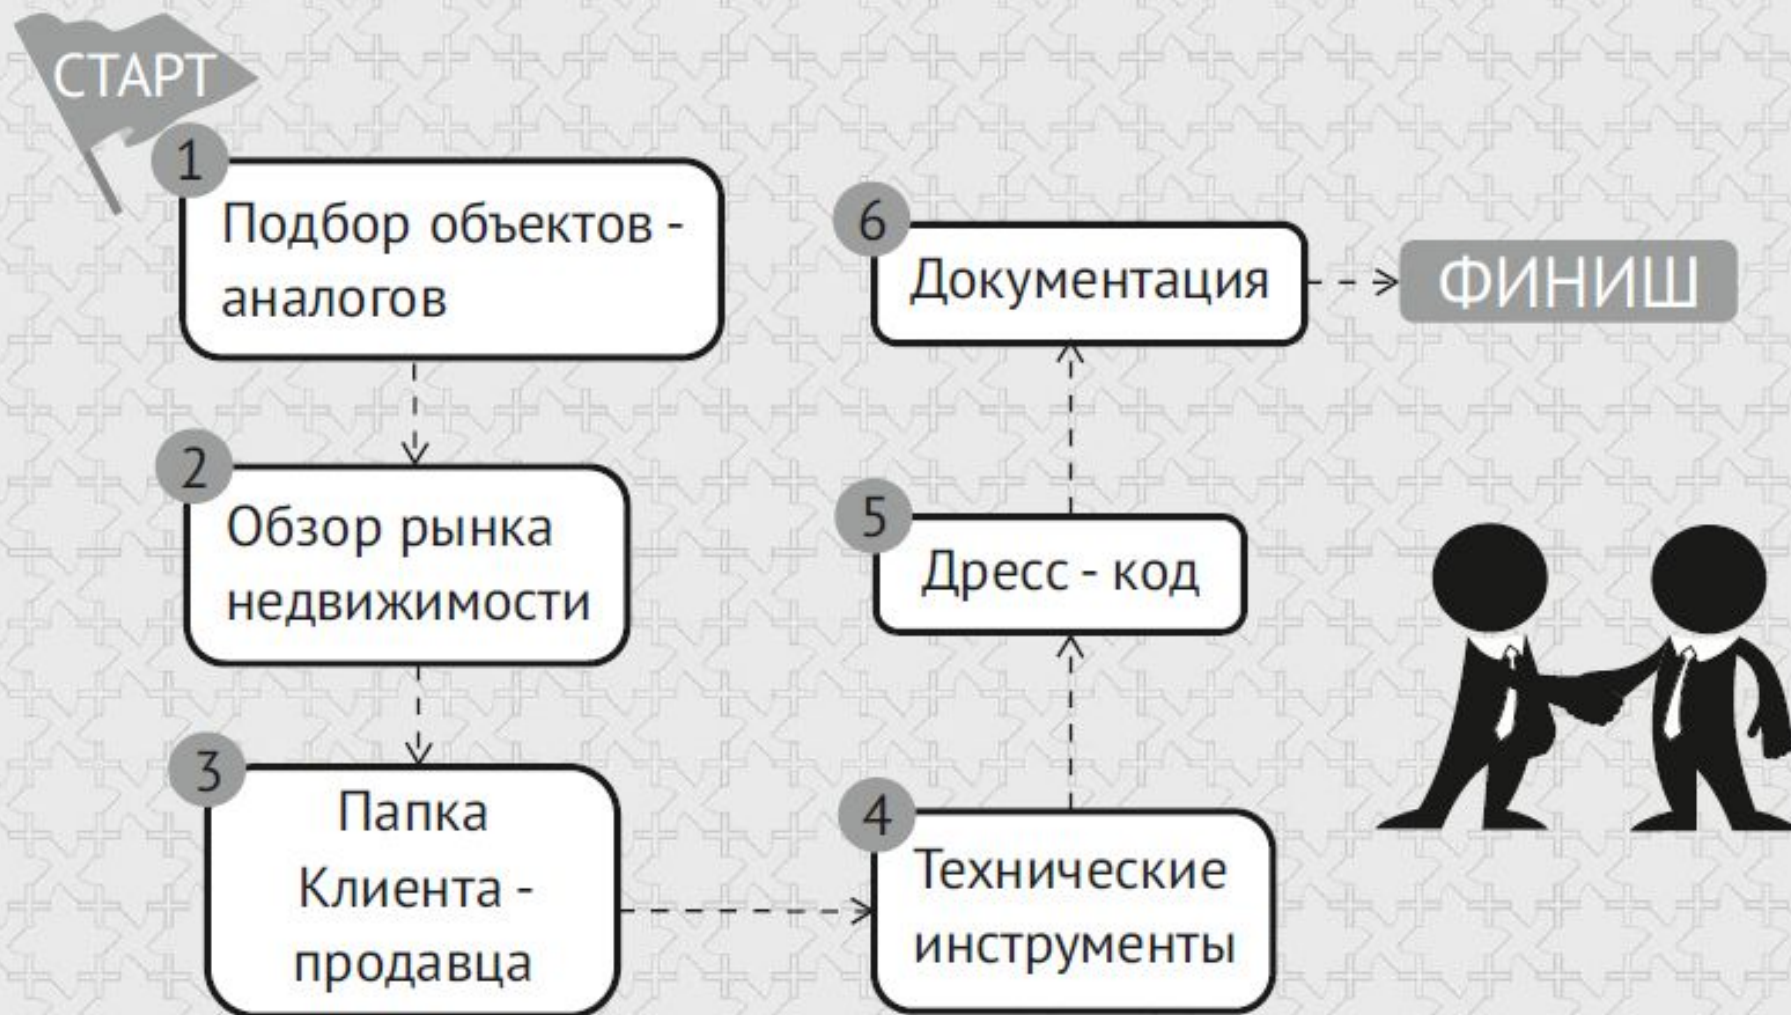 СТАРТ
1
Подбор объектов -
аналогов
2
Обзор рынка
недвижимости
3
Папка
Клиента -
продавца
4
Технические
инструменты
5
Дресс - код
6
Документация
ФИНИШ